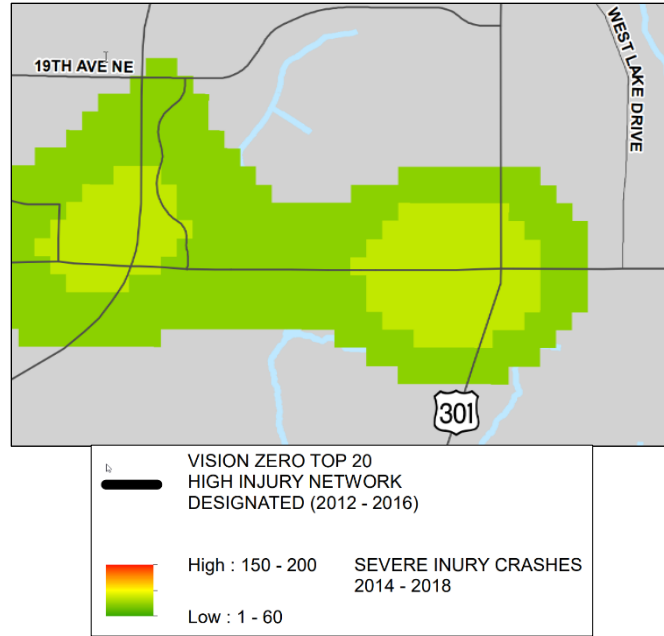 19TH AVE NE
WEST LAKE DRIVE
301
VISION ZERO TOP 20
HIGH INJURY NETWORK
DESIGNATED (2012 - 2016)
High : 150 - 200 SEVERE INURY CRASHES
2014 - 2018
Low : 1 - 60